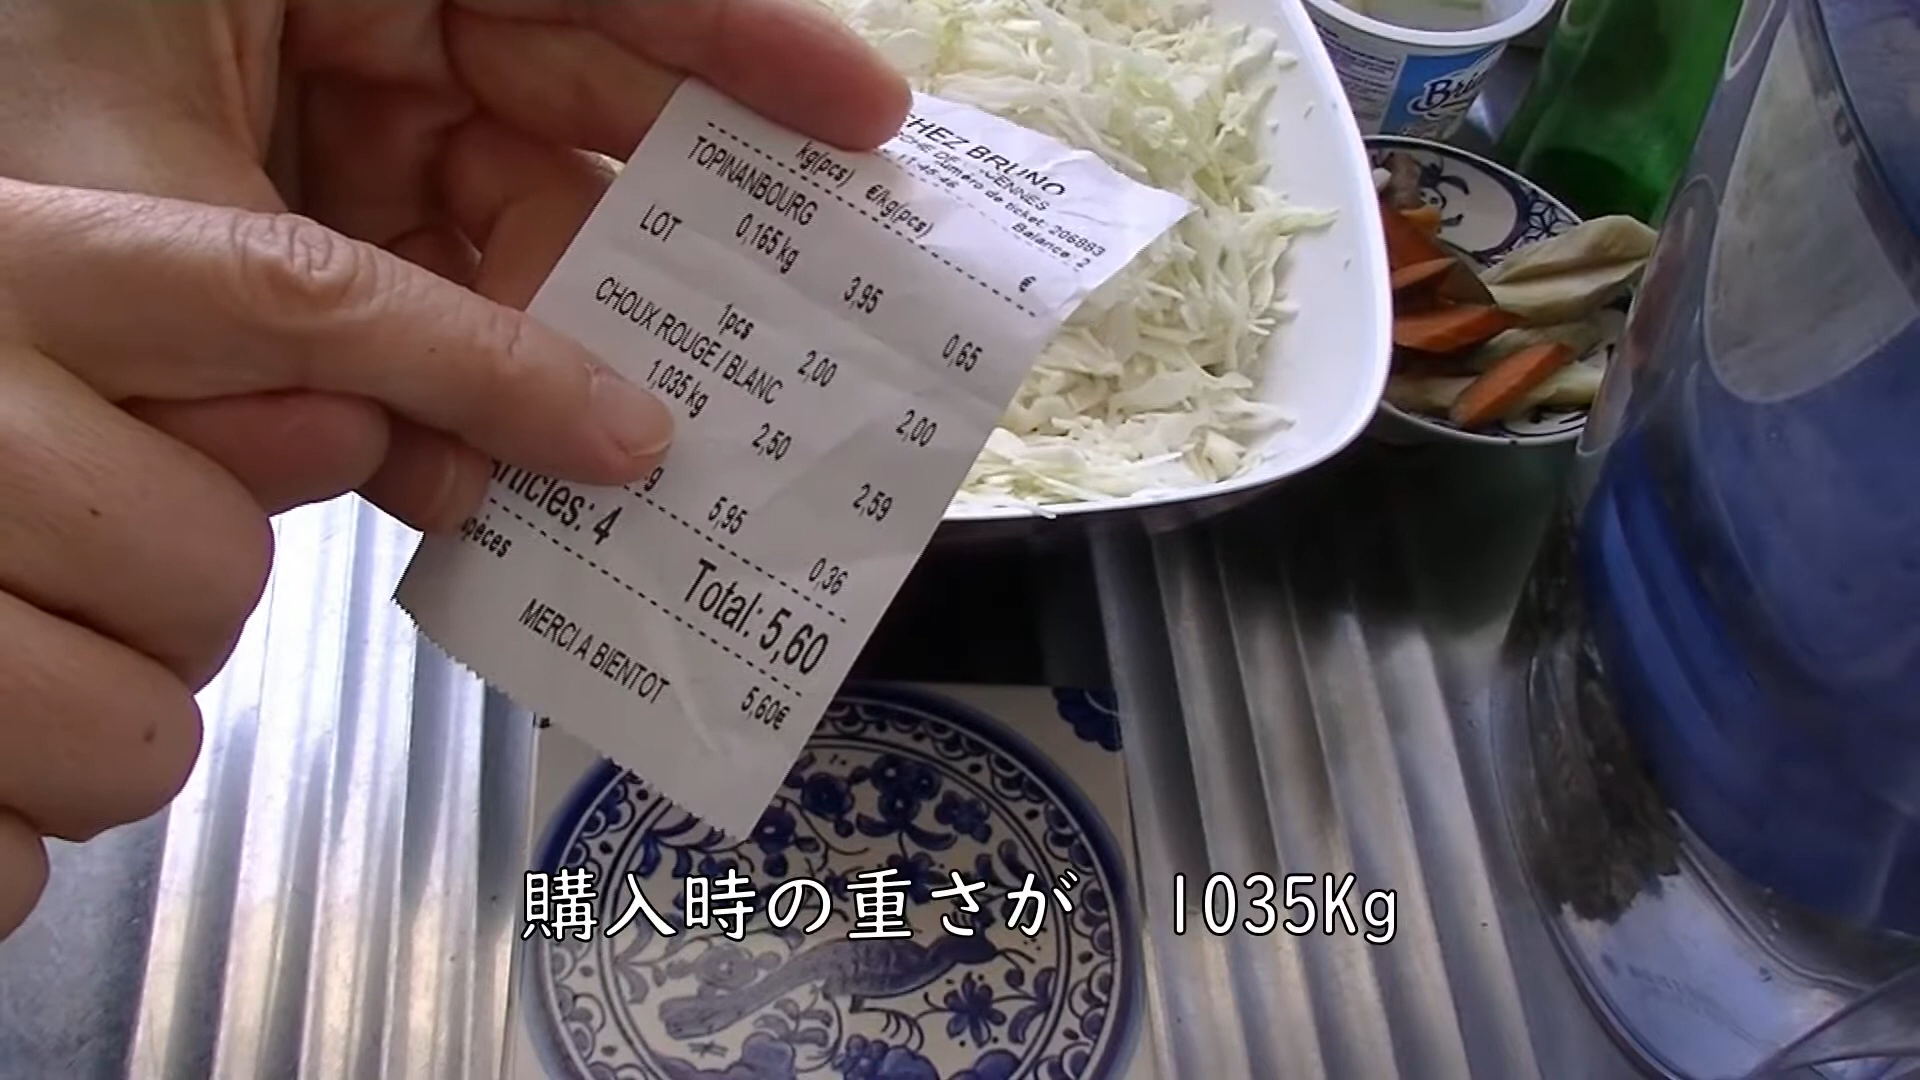 CHEZ BRUNO
11:45:46
numéro de ticket: 206883
Balance: 2
kg(pcs) €/kg(pcs) €
TOPINANBOURG
0,165 kg 3,95 0,65
LOT
1pcs 2,00 2,00
CHOUX ROUGE / BLANC
1,035 kg 2,50 2,59
5,95 0,36
Articles: 4 Total: 5,60
5,60€
MERCI A BIENTOT
購入時の重さが 1035Kg